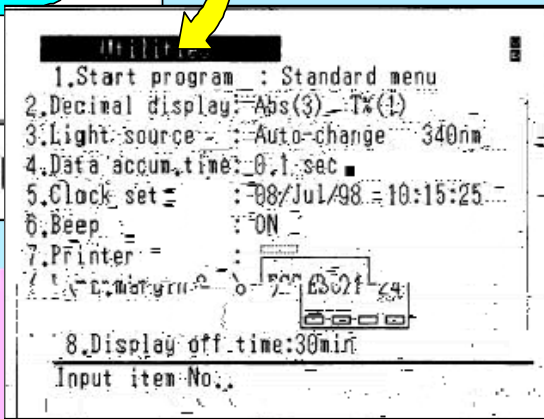 Utilities
1.Start program : Standard menu
2.Decimal display: Abs(3) T%(1)
3.Light source : Auto-change 340nm
4.Data accum.time: 0.1 sec
5.Clock set : 08/Jul/98 10:15:25
6.Beep : ON
7.Printer :
8.Display off time:30min
Input item No.